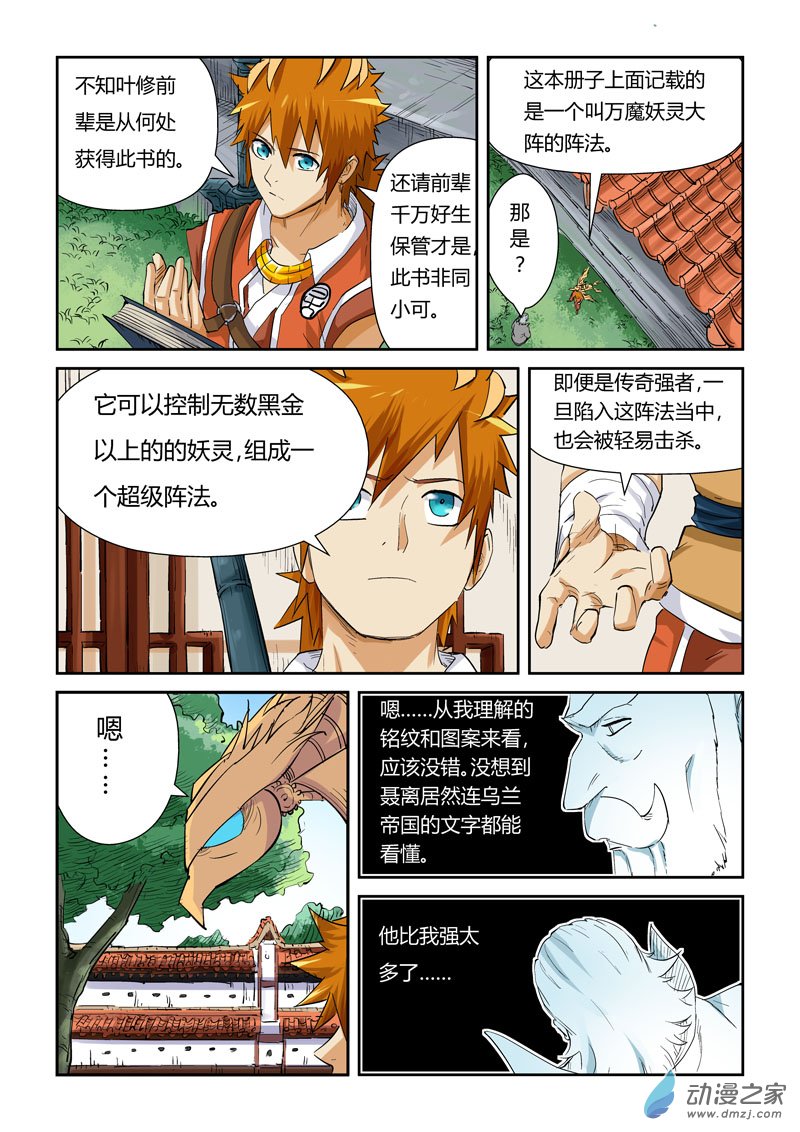 不知叶修前
辈是从何处
获得此书的。
还请前辈
千万好生
保管才是,
此书非同
小可。
这本册子上面记载的
是一个叫万魔妖灵大
阵的阵法。
那
是
?
它可以控制无数黑金
以上的的妖灵,组成一
个超级阵法。
即便是传奇强者,一
旦陷入这阵法当中,
也会被轻易击杀。
嗯
……
嗯……从我理解的
铭纹和图案来看,
应该没错。没想到
聂离居然连乌兰
帝国的文字都能
看懂。
他比我强太
多了……
动漫之家
www.dmzj.com